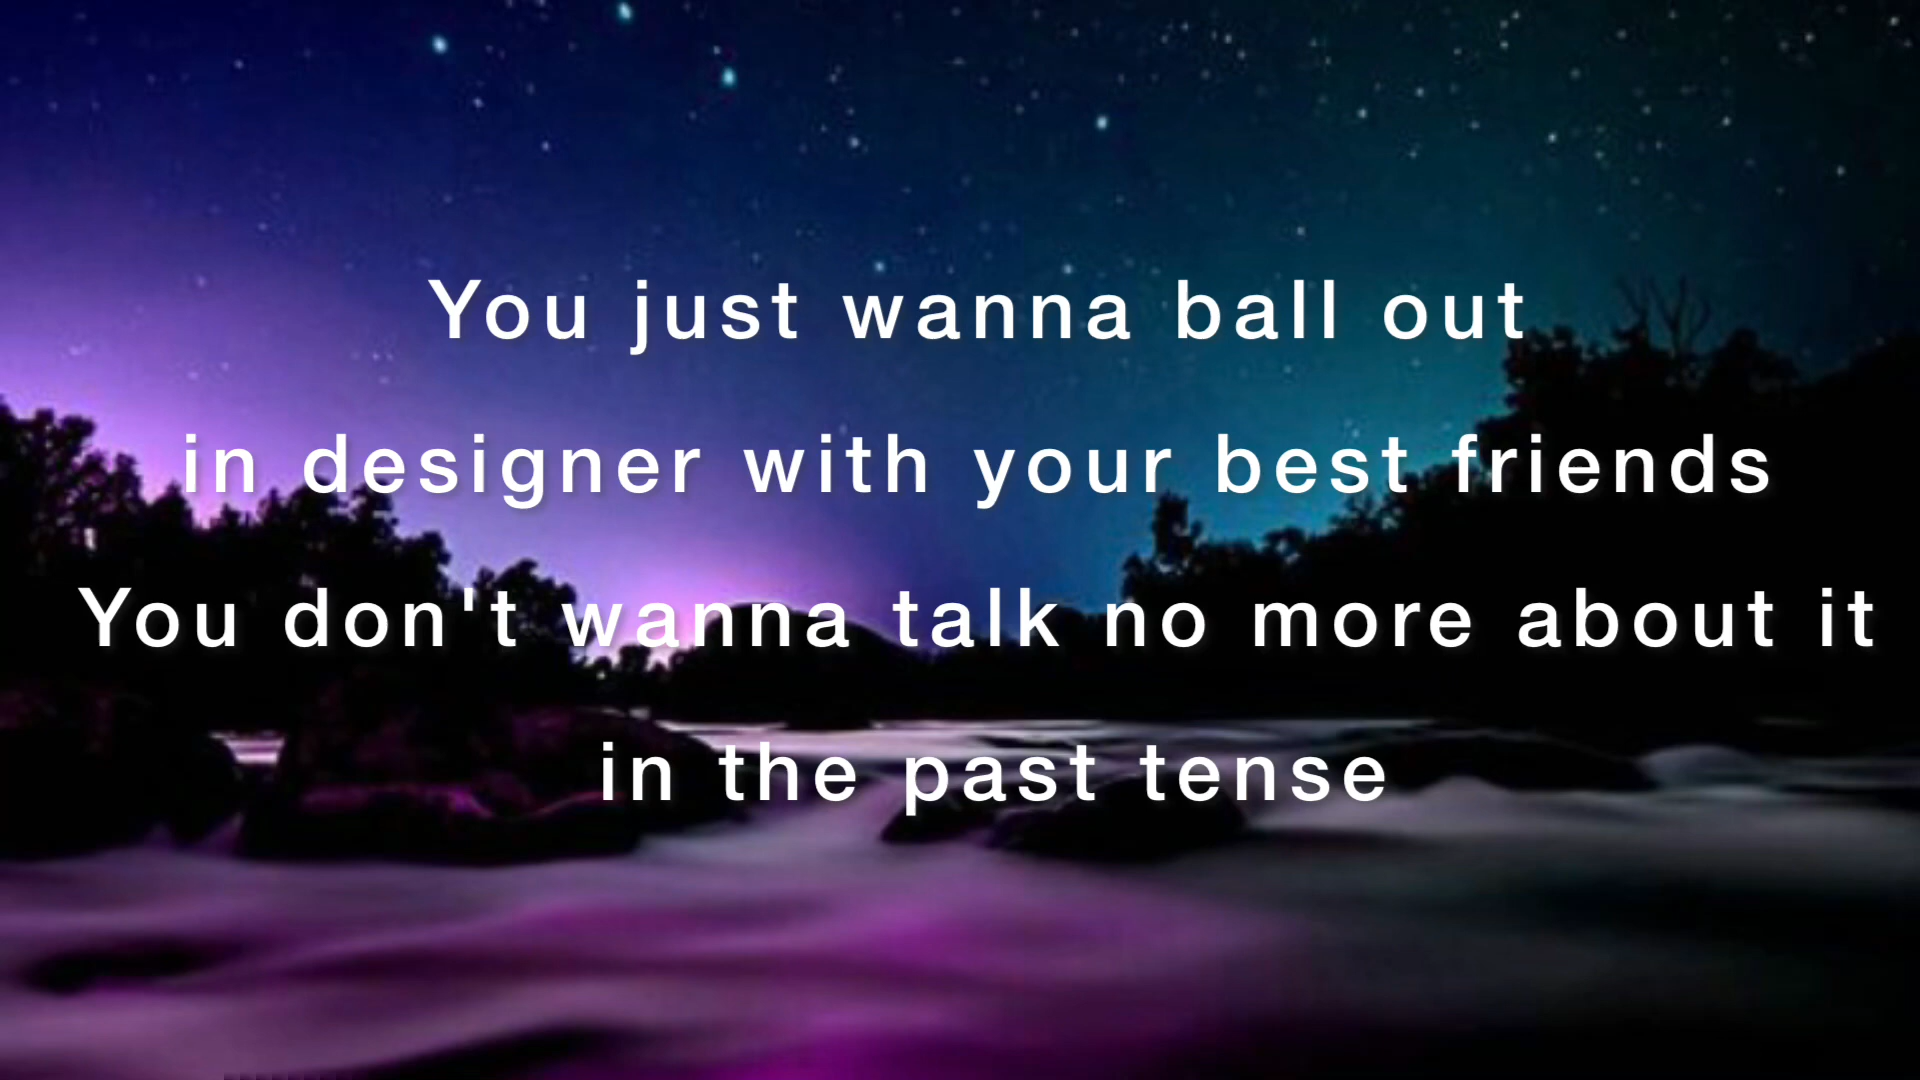 You just wanna ball out
in designer with your best friends
You don't wanna talk no more about it
in the past tense